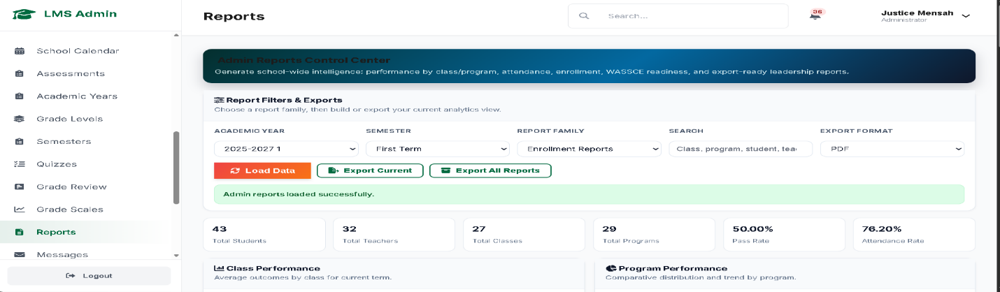 LMS Admin
School Calendar
Assessments
Academic Years
Grade Levels
Semesters
Quizzes
Grade Review
Grade Scales
Reports
Messages
Logout
Reports
Search...
36
Justice Mensah
Administrator
Admin Reports Control Center
Generate school-wide intelligence: performance by class/program, attendance, enrollment, WASSCE readiness, and export-ready leadership reports.
Report Filters & Exports
Choose a report family, then build or export your current analytics view.
ACADEMIC YEAR SEMESTER REPORT FAMILY SEARCH EXPORT FORMAT
2025-2027 1 First Term Enrollment Reports Class, program, student, tea PDF
Load Data Export Current Export All Reports
Admin reports loaded successfully.
43 32 27 29 50.00% 76.20%
Total Students Total Teachers Total Classes Total Programs Pass Rate Attendance Rate
Class Performance
Average outcomes by class for current term.
Program Performance
Comparative distribution and trend by program.